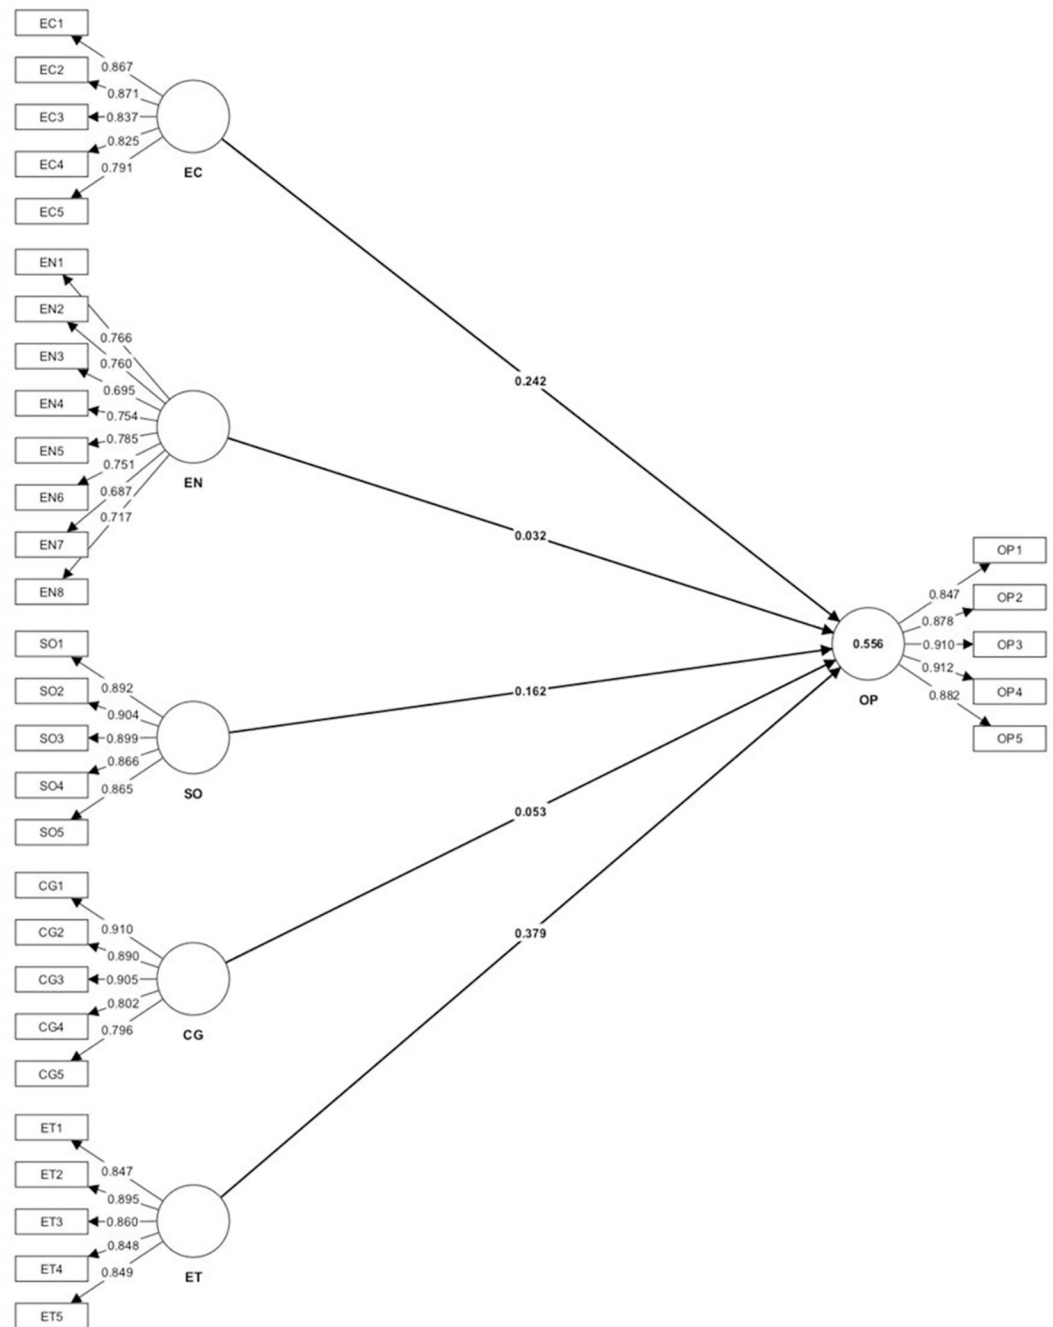 EC1
EC2
EC3
EC4
EC5
0.867
0.871
0.837
0.825
0.791
EC
EN1
EN2
EN3
EN4
EN5
EN6
EN7
EN8
0.766
0.760
0.695
0.754
0.785
0.751
0.687
0.717
EN
SO1
SO2
SO3
SO4
SO5
0.892
0.904
0.899
0.866
0.865
SO
CG1
CG2
CG3
CG4
CG5
0.910
0.890
0.905
0.802
0.796
CG
ET1
ET2
ET3
ET4
ET5
0.847
0.895
0.860
0.848
0.849
ET
0.242
0.032
0.162
0.053
0.379
0.556
OP
0.847
0.878
0.910
0.912
0.882
OP1
OP2
OP3
OP4
OP5